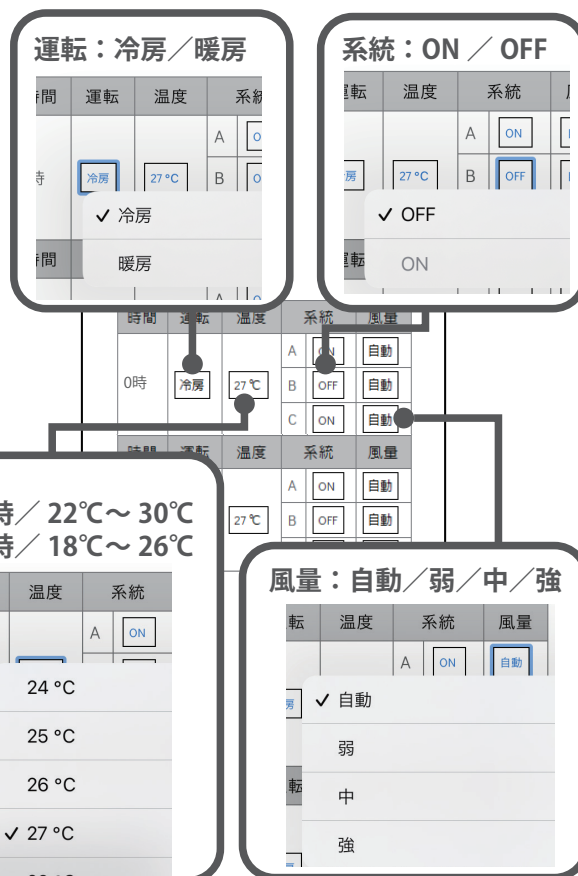 運転：冷房／暖房
時間 運転 温度 系統
A
冷房 27 °C B
✓ 冷房
暖房
系統：ON ／ OFF
運転 温度 系統
A ON
27 °C B OFF
✓ OFF
ON
時間 運転 温度 系統 風量
A ON 自動
0時 冷房 27 ℃ B OFF 自動
C ON 自動
時間 運転 温度 系統 風量
A ON 自動
27 ℃ B OFF 自動
時／ 22℃～ 30℃
時／ 18℃～ 26℃
温度 系統
A ON
24 °C
25 °C
26 °C
✓ 27 °C
風量：自動／弱／中／強
転 温度 系統 風量
A ON 自動
✓ 自動
弱
中
強